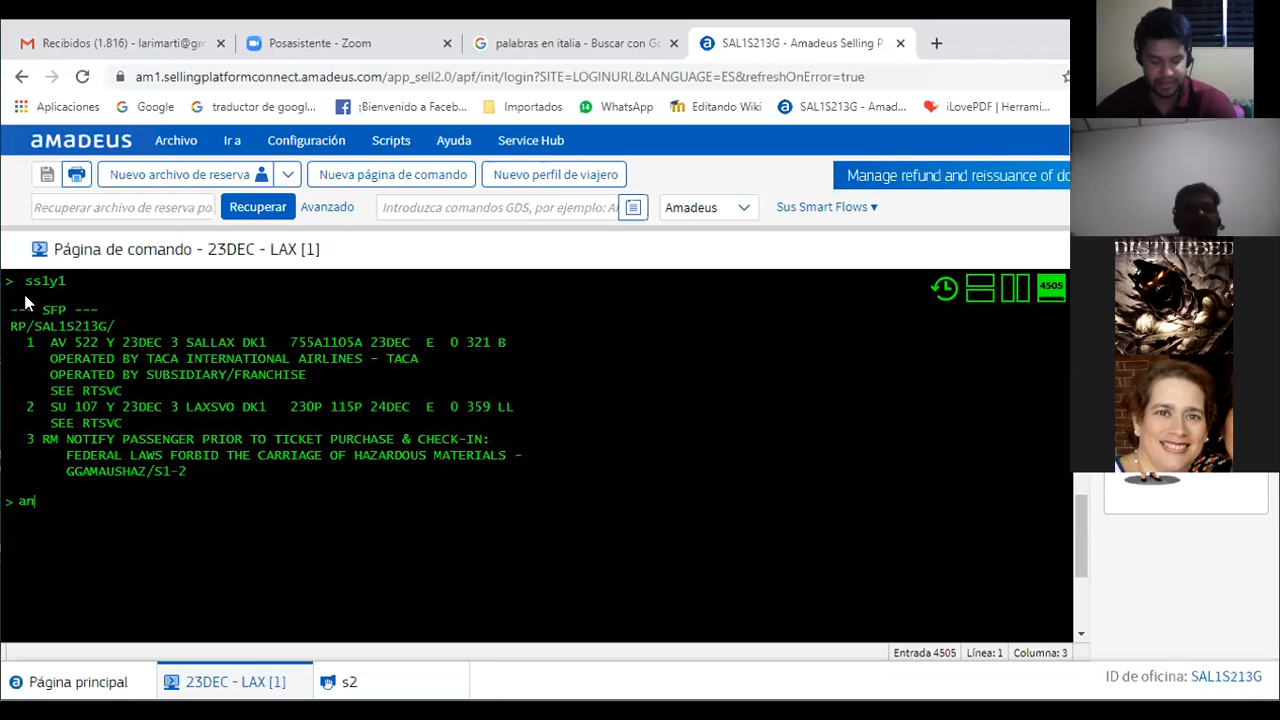 Recibidos (1.816) - larimarti@gm
Posasistente - Zoom
palabras en italia - Buscar con Go
SAL1S213G - Amadeus Selling P
am1.sellingplatformconnect.amadeus.com/app_sell2.0/apf/init/login?SITE=LOGINURL&LANGUAGE=ES&refreshOnError=true
Aplicaciones
Google
traductor de googl...
¡Bienvenido a Faceb...
Importados
14
WhatsApp
Editando Wiki
SAL1S213G - Amad...
iLovePDF | Herrami...
amadeus
Archivo
Ir a
Configuración
Scripts
Ayuda
Service Hub
Nuevo archivo de reserva
Nueva página de comando
Nuevo perfil de viajero
Manage refund and reissuance of do
Recuperar archivo de reserva po
Recuperar
Avanzado
Introduzca comandos GDS, por ejemplo: A
Amadeus
Sus Smart Flows
Página de comando - 23DEC - LAX [1]
> ss1y1
4505
--- SFP ---
RP/SAL1S213G/
1 AV 522 Y 23DEC 3 SALLAX DK1 755A1105A 23DEC E 0 321 B
OPERATED BY TACA INTERNATIONAL AIRLINES - TACA
OPERATED BY SUBSIDIARY/FRANCHISE
SEE RTSVC
2 SU 107 Y 23DEC 3 LAXSVO DK1 230P 115P 24DEC E 0 359 LL
SEE RTSVC
3 RM NOTIFY PASSENGER PRIOR TO TICKET PURCHASE & CHECK-IN:
FEDERAL LAWS FORBID THE CARRIAGE OF HAZARDOUS MATERIALS -
GGAMAUSHAZ/S1-2
> an
Entrada 4505
Línea: 1
Columna: 3
Página principal
23DEC - LAX [1]
s2
ID de oficina: SAL1S213G
DISTURBED